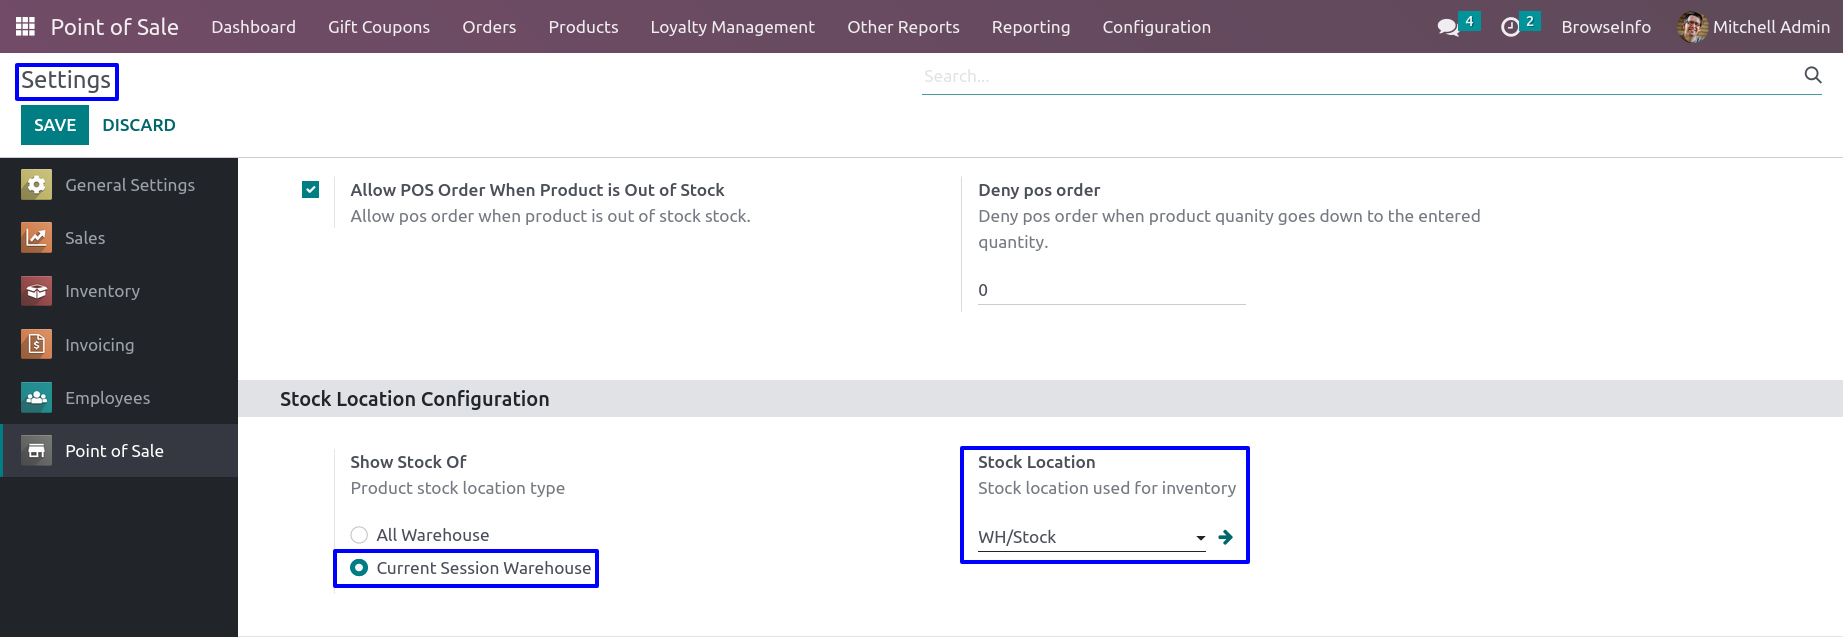 Point of Sale Dashboard Gift Coupons Orders Products Loyalty Management Other Reports Reporting Configuration 4 2 BrowseInfo Mitchell Admin
Settings
Search...
SAVE DISCARD
General Settings
Sales
Inventory
Invoicing
Employees
Point of Sale
Allow POS Order When Product is Out of Stock
Allow pos order when product is out of stock stock.
Deny pos order
Deny pos order when product quanity goes down to the entered
quantity.
0
Stock Location Configuration
Show Stock Of
Product stock location type
All Warehouse
Current Session Warehouse
Stock Location
Stock location used for inventory
WH/Stock